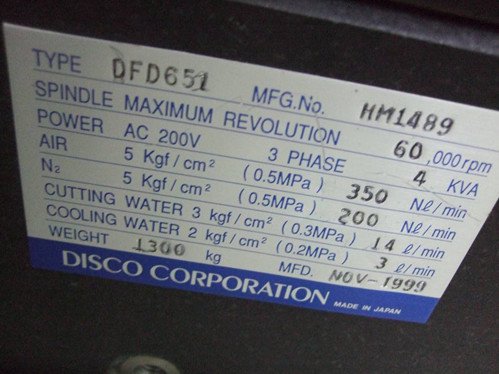 TYPE DFD651 MFG.No. HM1489
SPINDLE MAXIMUM REVOLUTION 60,000rpm
POWER AC 200V 3 PHASE 4 KVA
AIR 5 Kgf/cm² (0.5MPa) 350 Nℓ/min
N₂ 5 Kgf/cm² (0.5MPa) 200 Nℓ/min
CUTTING WATER 3 kgf/cm² (0.3MPa) 14 ℓ/min
COOLING WATER 2 kgf/cm² (0.2MPa) 3 ℓ/min
WEIGHT 1300 kg MFD. NOV-1999
DISCO CORPORATION MADE IN JAPAN